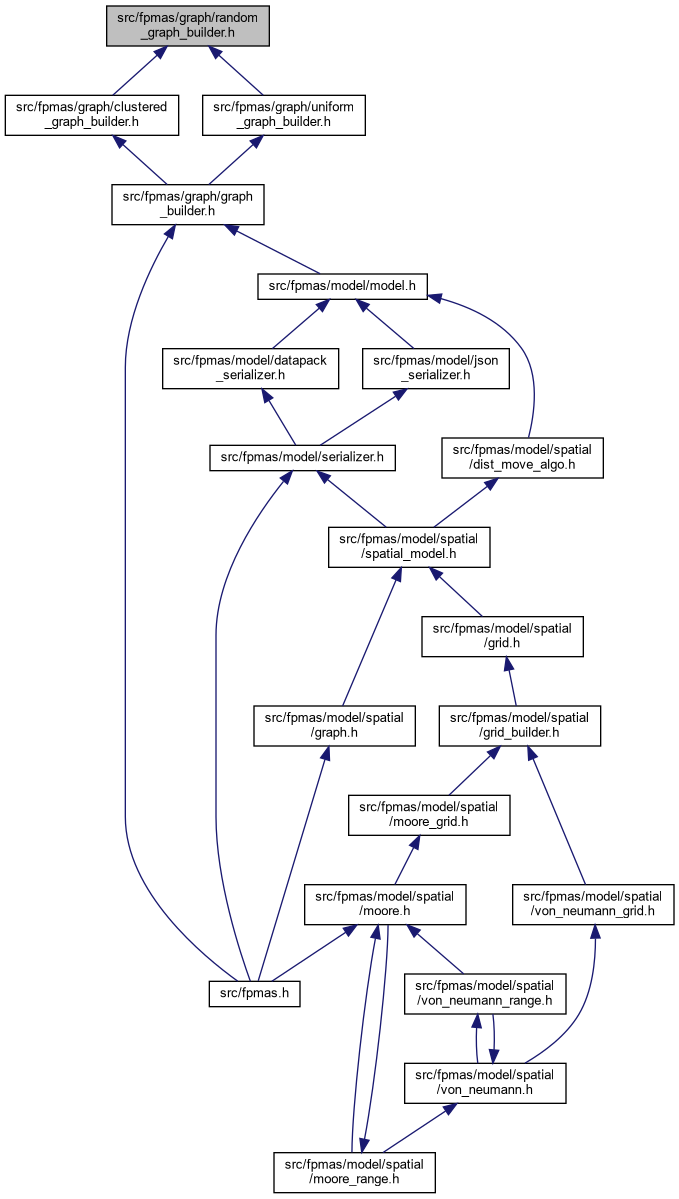 src/fpmas/graph/random
_graph_builder.h
src/fpmas/graph/clustered
_graph_builder.h
src/fpmas/graph/uniform
_graph_builder.h
src/fpmas/graph/graph
_builder.h
src/fpmas/model/model.h
src/fpmas/model/datapack
_serializer.h
src/fpmas/model/json
_serializer.h
src/fpmas/model/serializer.h
src/fpmas/model/spatial
/dist_move_algo.h
src/fpmas/model/spatial
/spatial_model.h
src/fpmas/model/spatial
/grid.h
src/fpmas/model/spatial
/graph.h
src/fpmas/model/spatial
/grid_builder.h
src/fpmas/model/spatial
/moore_grid.h
src/fpmas/model/spatial
/moore.h
src/fpmas/model/spatial
/von_neumann_grid.h
src/fpmas.h
src/fpmas/model/spatial
/von_neumann_range.h
src/fpmas/model/spatial
/von_neumann.h
src/fpmas/model/spatial
/moore_range.h